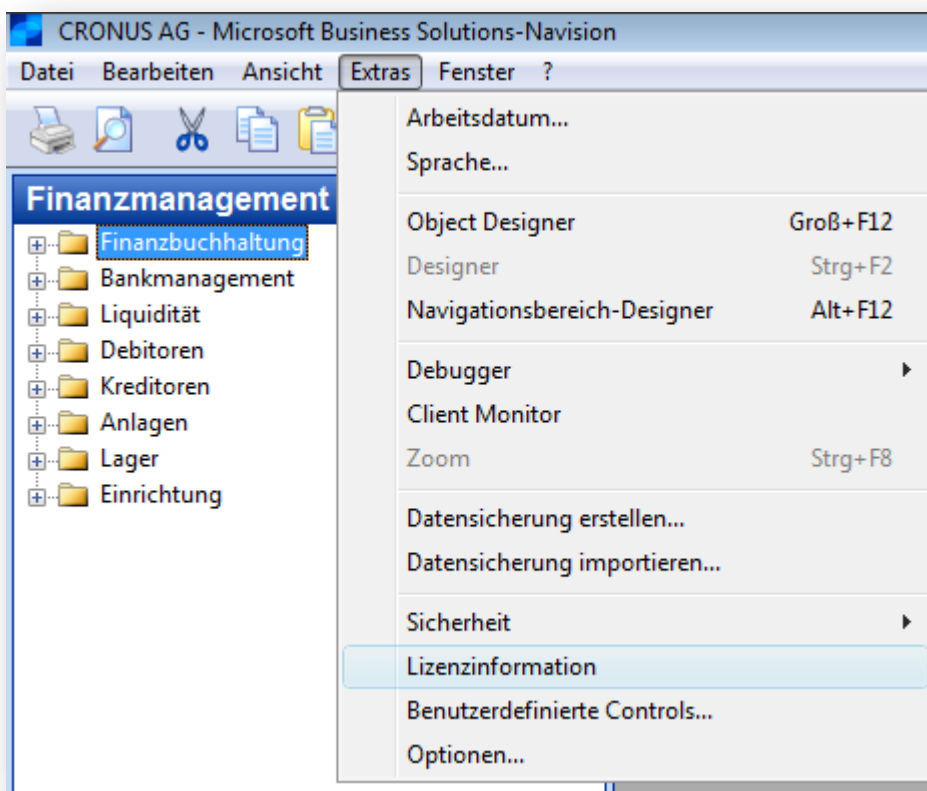 CRONUS AG - Microsoft Business Solutions-Navision
Datei Bearbeiten Ansicht Extras Fenster ?
Finanzmanagement
Finanzbuchhaltung
Bankmanagement
Liquidität
Debitoren
Kreditoren
Anlagen
Lager
Einrichtung
Arbeitsdatum...
Sprache...
Object Designer Groß+F12
Designer Strg+F2
Navigationsbereich-Designer Alt+F12
Debugger
Client Monitor
Zoom Strg+F8
Datensicherung erstellen...
Datensicherung importieren...
Sicherheit
Lizenzinformation
Benutzerdefinierte Controls...
Optionen...